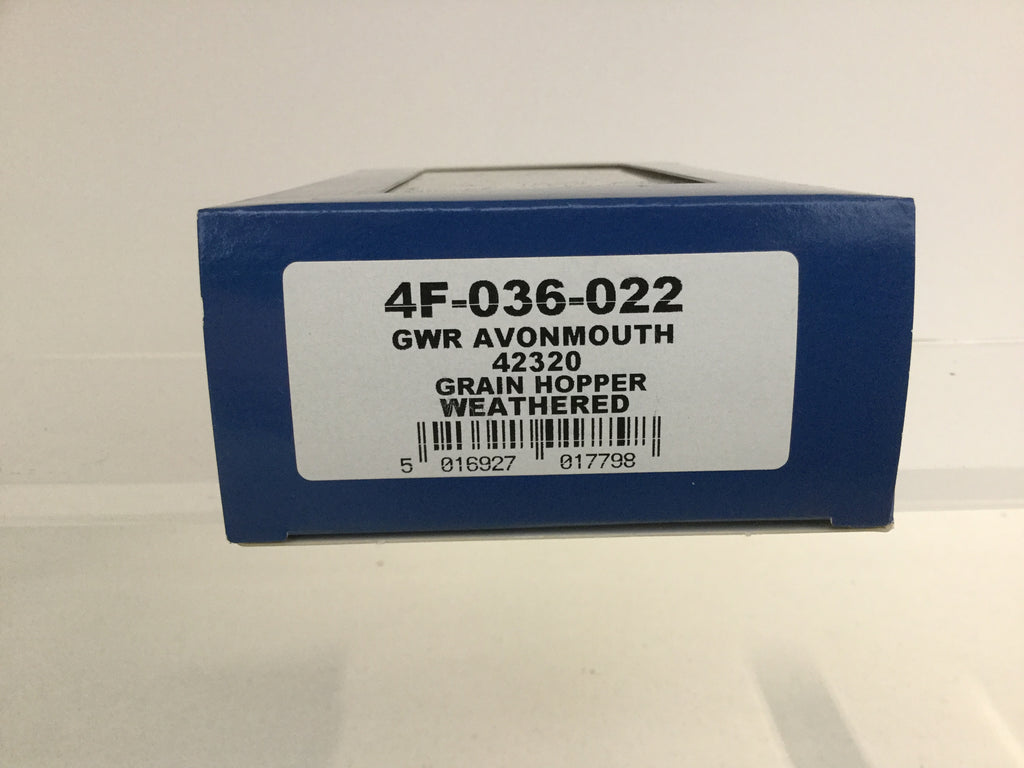 4F-036-022
GWR AVONMOUTH
42320
GRAIN HOPPER
WEATHERED
5 016927 017798